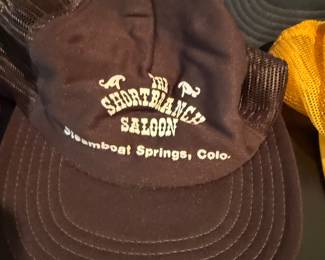 THE
SHORTBRANCH
SALOON
Steamboat Springs, Colo.